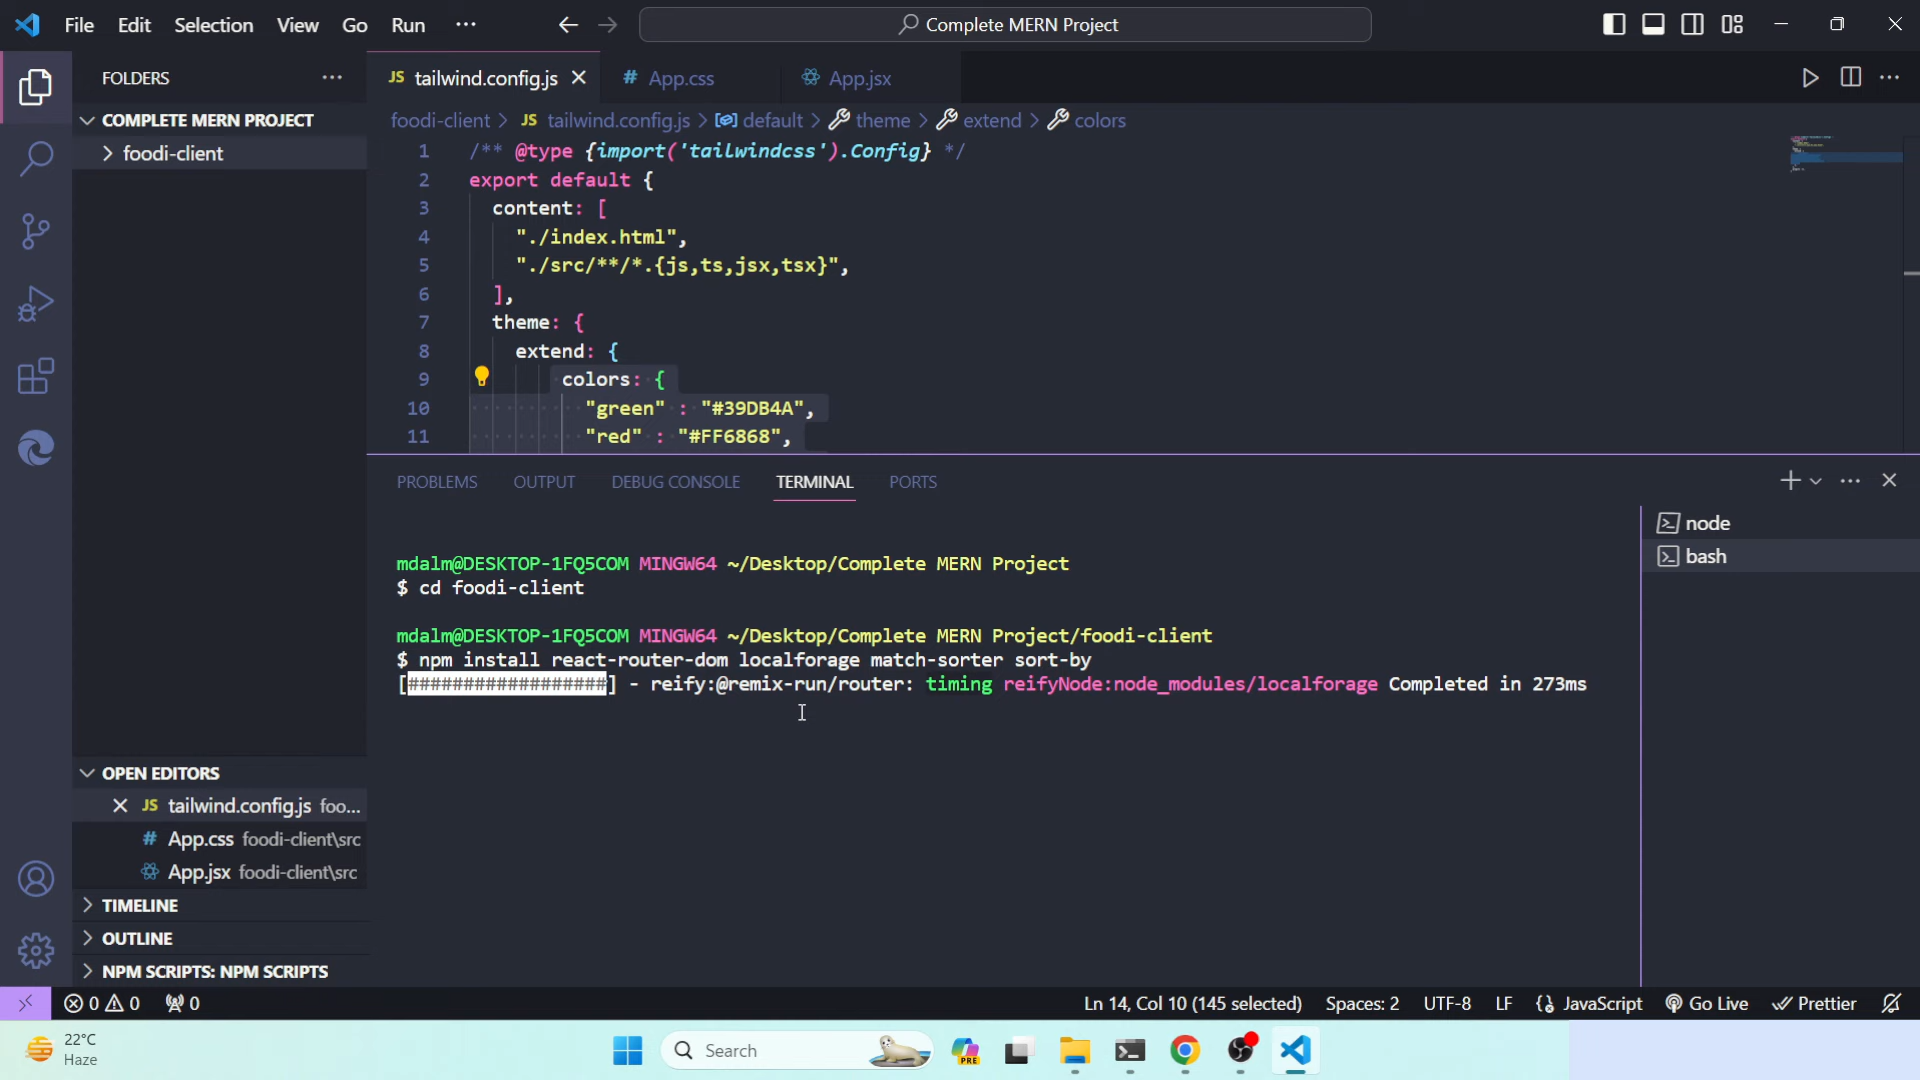 File Edit Selection View Go Run ···
Complete MERN Project
FOLDERS ···
COMPLETE MERN PROJECT
foodi-client
JS tailwind.config.js
# App.css
App.jsx
foodi-client > JS tailwind.config.js > default > theme > extend > colors
1 /** @type {import('tailwindcss').Config} */
2 export default {
3 content: [
4 "./index.html",
5 "./src/**/*.{js,ts,jsx,tsx}",
6 ],
7 theme: {
8 extend: {
9 colors: {
10 "green" : "#39DB4A",
11 "red" : "#FF6868",
PROBLEMS OUTPUT DEBUG CONSOLE TERMINAL PORTS
mdalm@DESKTOP-1FQ5COM MINGW64 ~/Desktop/Complete MERN Project
$ cd foodi-client
mdalm@DESKTOP-1FQ5COM MINGW64 ~/Desktop/Complete MERN Project/foodi-client
$ npm install react-router-dom localforage match-sorter sort-by
[##################] - reify:@remix-run/router: timing reifyNode:node_modules/localforage Completed in 273ms
node
bash
OPEN EDITORS
JS tailwind.config.js foo...
# App.css foodi-client\src
App.jsx foodi-client\src
TIMELINE
OUTLINE
NPM SCRIPTS: NPM SCRIPTS
0 0 0
Ln 14, Col 10 (145 selected) Spaces: 2 UTF-8 LF JavaScript Go Live Prettier
22°C
Haze
Search
PRE